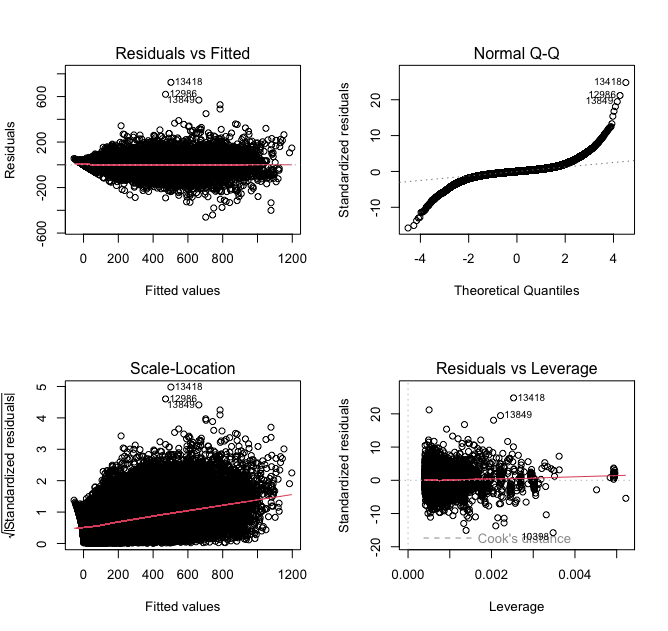 Residuals vs Fitted
Residuals
600
200
-200
-600
13418
12986
13849
0 200 400 600 800 1000 1200
Fitted values
Normal Q-Q
Standardized residuals
20
10
0
-10
13418
12986
13849
-4 -2 0 2 4
Theoretical Quantiles
Scale-Location
√|Standardized residuals|
5
4
3
2
1
0
13418
12986
13849
0 200 400 600 800 1000 1200
Fitted values
Residuals vs Leverage
Standardized residuals
20
10
0
-10
-20
13418
13849
10398
Cook's distance
0.000 0.002 0.004
Leverage